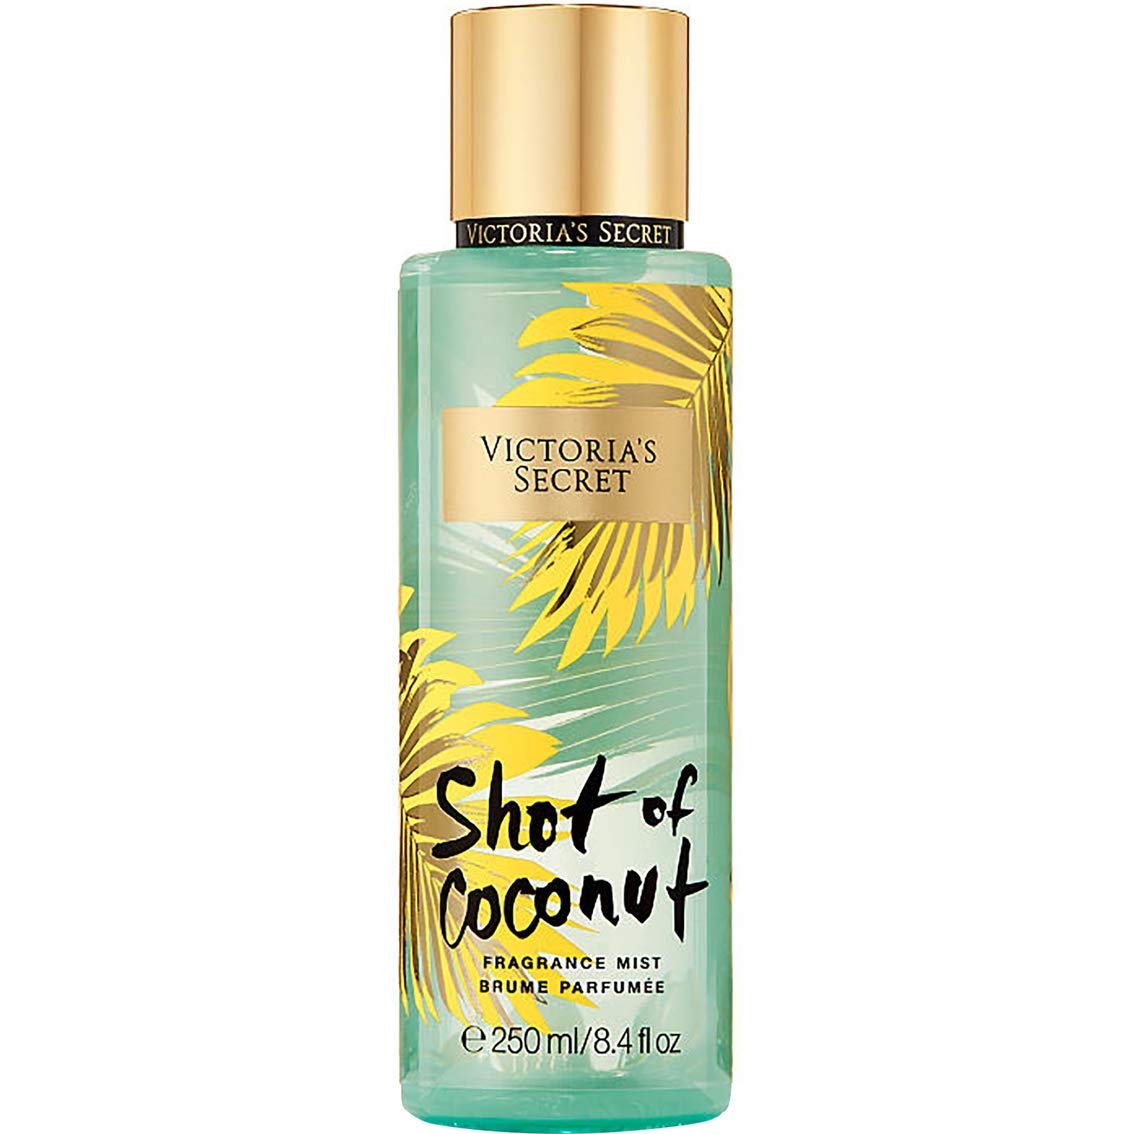 VICTORIA'S SECRET
VICTORIA'S
SECRET
Shot of
coconut
FRAGRANCE MIST
BRUME PARFUMÉE
℮ 250 ml/8.4 fl oz